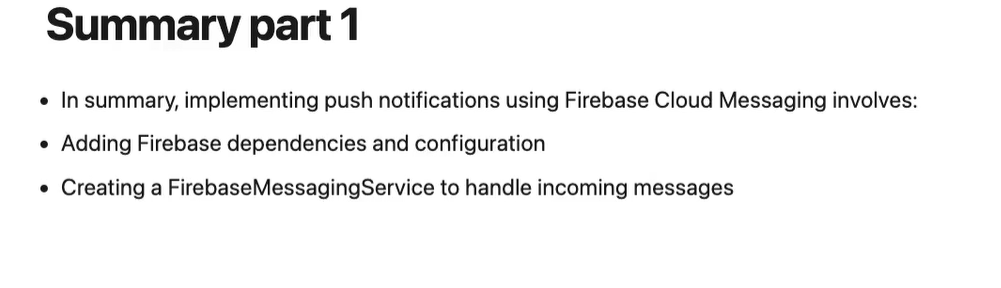 Summary part 1
• In summary, implementing push notifications using Firebase Cloud Messaging involves:
• Adding Firebase dependencies and configuration
• Creating a FirebaseMessagingService to handle incoming messages